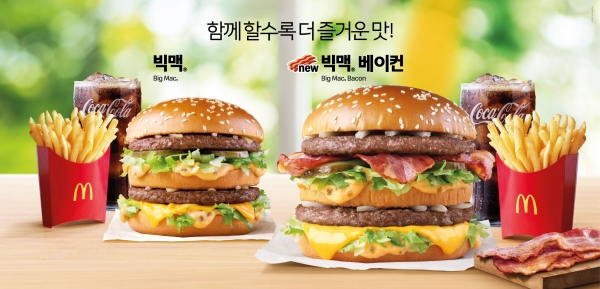 함께 할수록 더 즐거운 맛!
빅맥®
Big Mac®
new 빅맥® 베이컨
Big Mac® Bacon
Coca-Cola
Coca-Cola